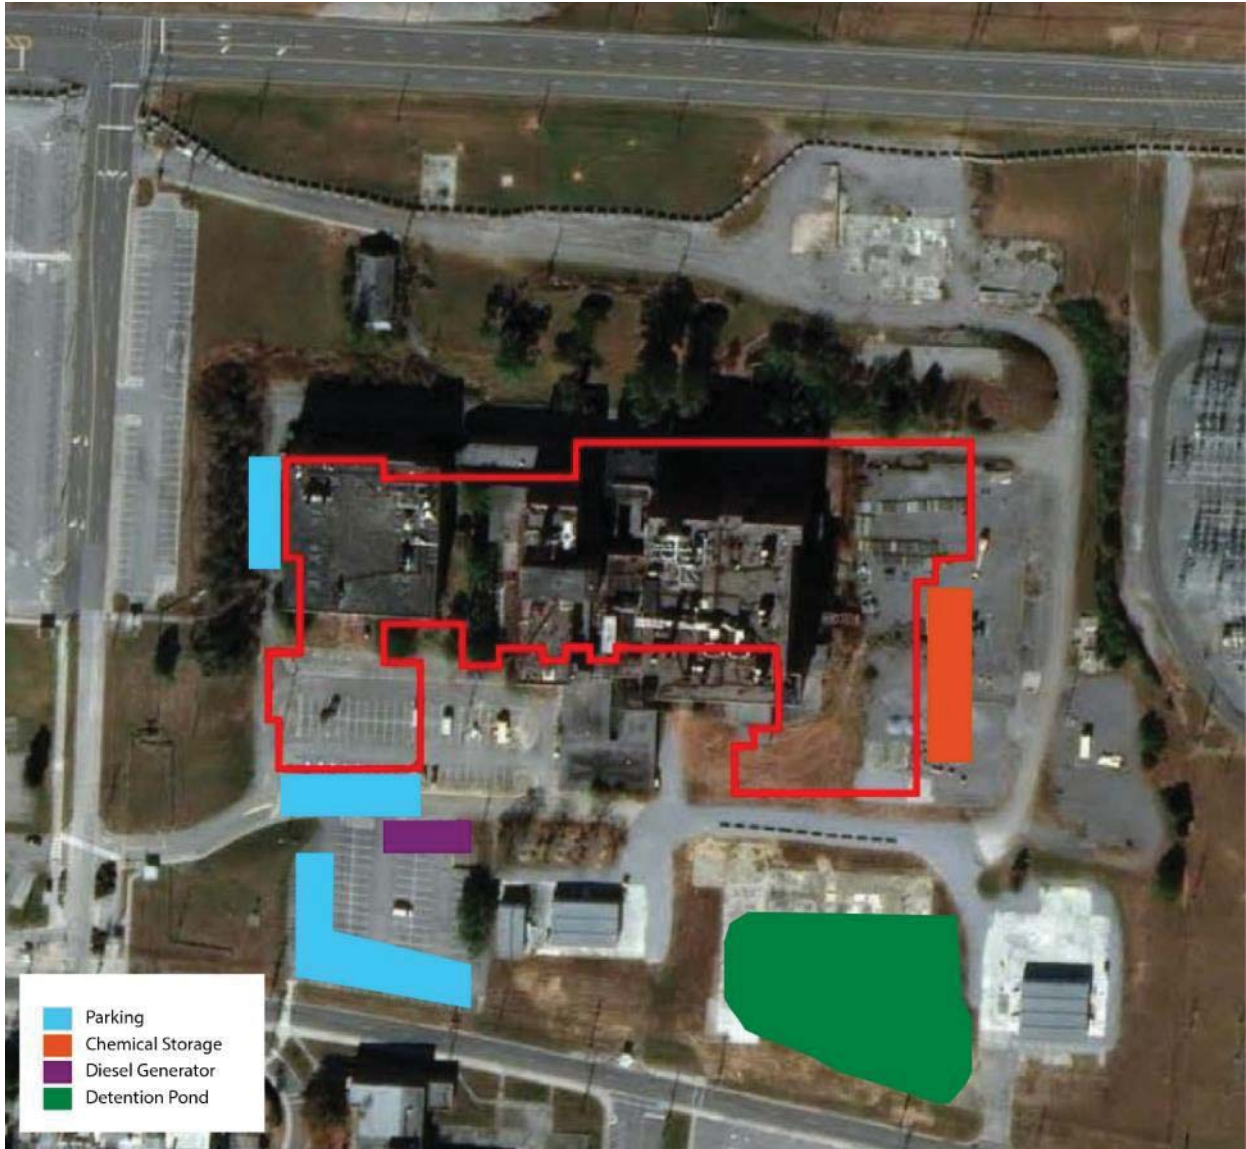 Parking
Chemical Storage
Diesel Generator
Detention Pond